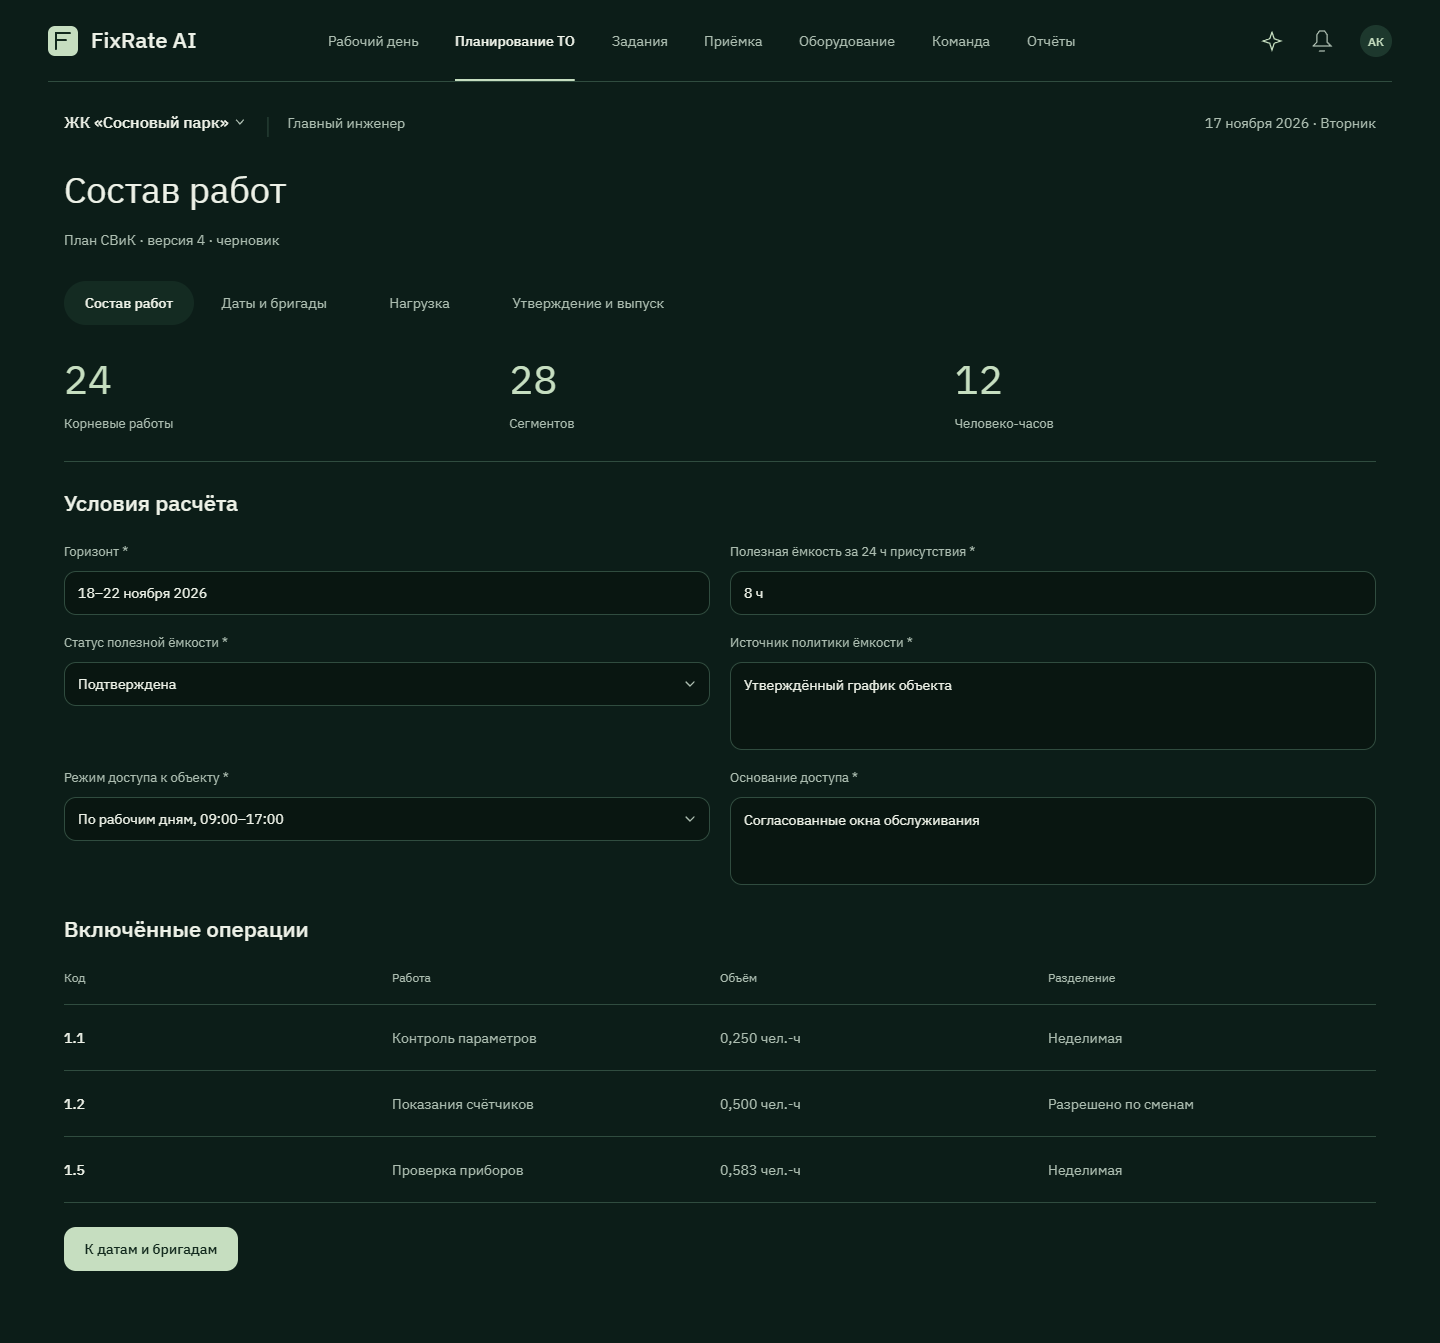 FixRate AI
Рабочий день
Планирование ТО
Задания
Приёмка
Оборудование
Команда
Отчёты
АК
ЖК «Сосновый парк»
Главный инженер
17 ноября 2026 · Вторник
Состав работ
План СВиК · версия 4 · черновик
Состав работ
Даты и бригады
Нагрузка
Утверждение и выпуск
24
28
12
Корневые работы
Сегментов
Человеко-часов
Условия расчёта
Горизонт *
Полезная ёмкость за 24 ч присутствия *
18–22 ноября 2026
8 ч
Статус полезной ёмкости *
Источник политики ёмкости *
Подтверждена
Утверждённый график объекта
Режим доступа к объекту *
Основание доступа *
По рабочим дням, 09:00–17:00
Согласованные окна обслуживания
Включённые операции
Код
Работа
Объём
Разделение
1.1
Контроль параметров
0,250 чел.-ч
Неделимая
1.2
Показания счётчиков
0,500 чел.-ч
Разрешено по сменам
1.5
Проверка приборов
0,583 чел.-ч
Неделимая
К датам и бригадам